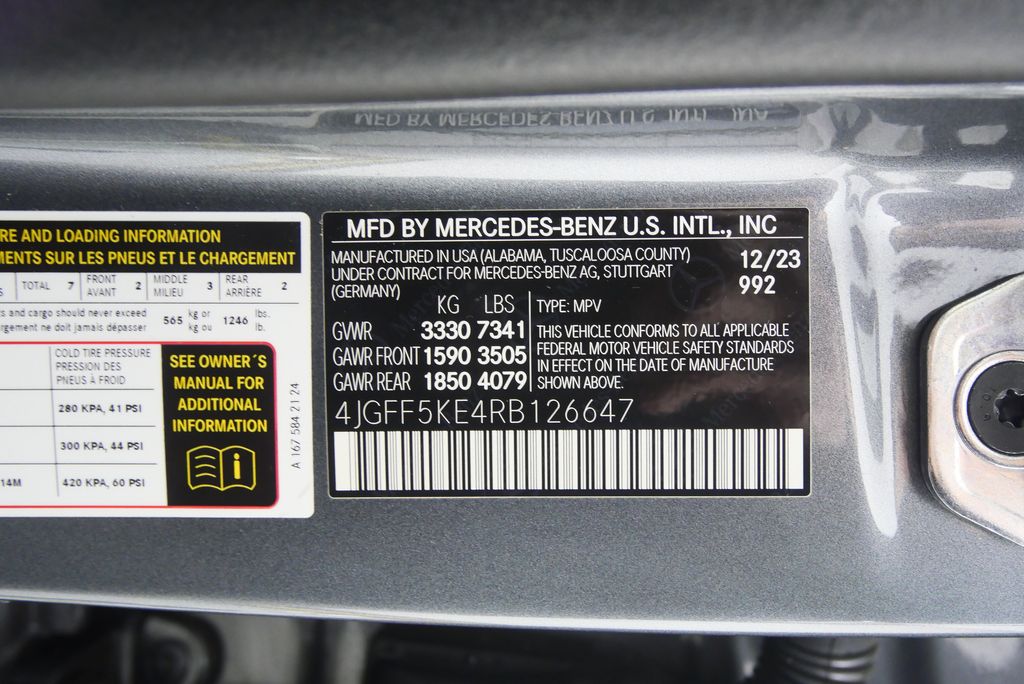 RE AND LOADING INFORMATION
MENTS SUR LES PNEUS ET LE CHARGEMENT
S TOTAL 7 FRONT AVANT 2 MIDDLE MILIEU 3 REAR ARRIÈRE 2
ts and cargo should never exceed 565 kg or 1246 lbs.
rgement ne doit jamais dépasser kg ou lb.
COLD TIRE PRESSURE
PRESSION DES
PNEUS À FROID
280 KPA, 41 PSI
300 KPA, 44 PSI
14M 420 KPA, 60 PSI
SEE OWNER´S
MANUAL FOR
ADDITIONAL
INFORMATION
A 167 584 21 24
MFD BY MERCEDES-BENZ U.S. INTL., INC
MANUFACTURED IN USA (ALABAMA, TUSCALOOSA COUNTY)
UNDER CONTRACT FOR MERCEDES-BENZ AG, STUTTGART
(GERMANY)
12/23
992
KG LBS
GWR 3330 7341
GAWR FRONT 1590 3505
GAWR REAR 1850 4079
TYPE: MPV
THIS VEHICLE CONFORMS TO ALL APPLICABLE
FEDERAL MOTOR VEHICLE SAFETY STANDARDS
IN EFFECT ON THE DATE OF MANUFACTURE
SHOWN ABOVE.
4JGFF5KE4RB126647